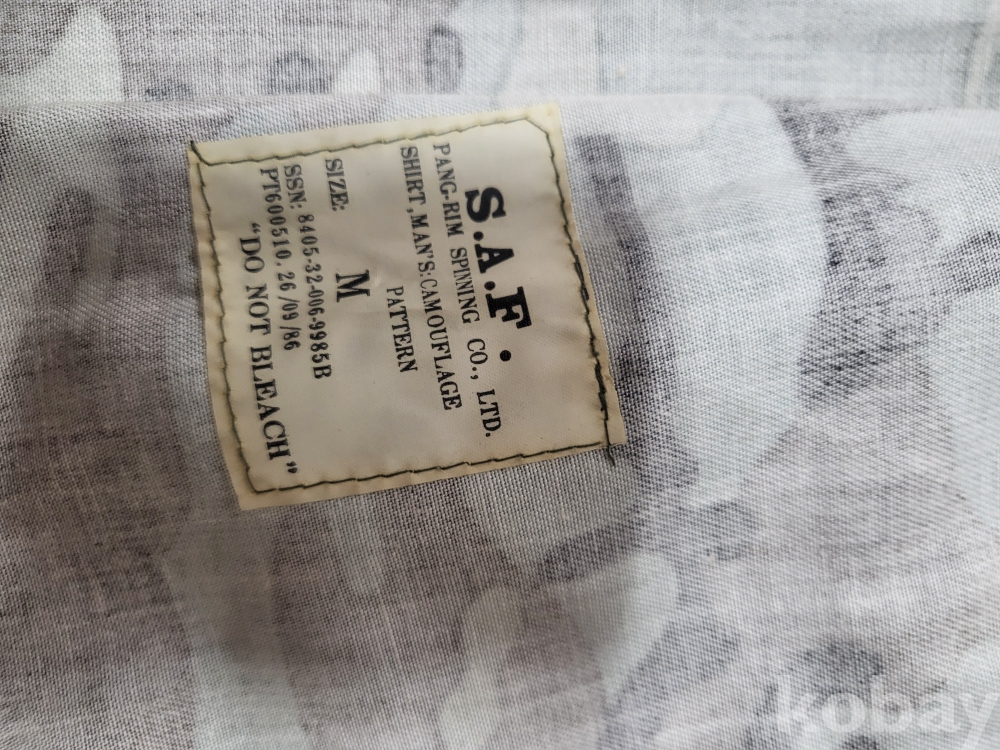 S.A.F.
PANG-RIM SPINNING CO., LTD.
SHIRT, MAN'S: CAMOUFLAGE
PATTERN
SIZE: M
SSN: 8405-32-006-9985B
PT600510. 26/09/86
"DO NOT BLEACH"
kobay